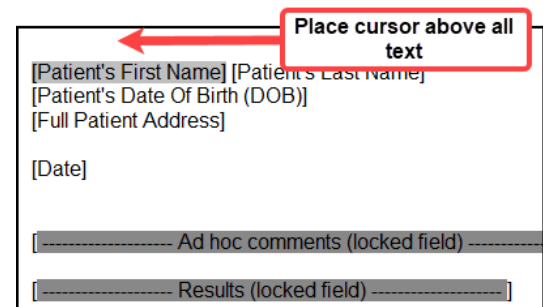 Place cursor above all
text
[Patient's First Name] [Patient's Last Name]
[Patient's Date Of Birth (DOB)]
[Full Patient Address]
[Date]
[ -------------------- Ad hoc comments (locked field) ------------
[ -------------------- Results (locked field) -------------------- ]